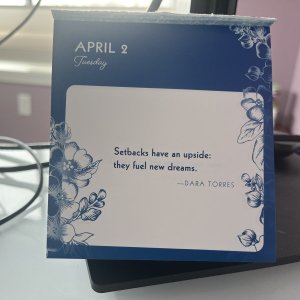 APRIL 2
Tuesday
Setbacks have an upside:
they fuel new dreams.
—DARA TORRES